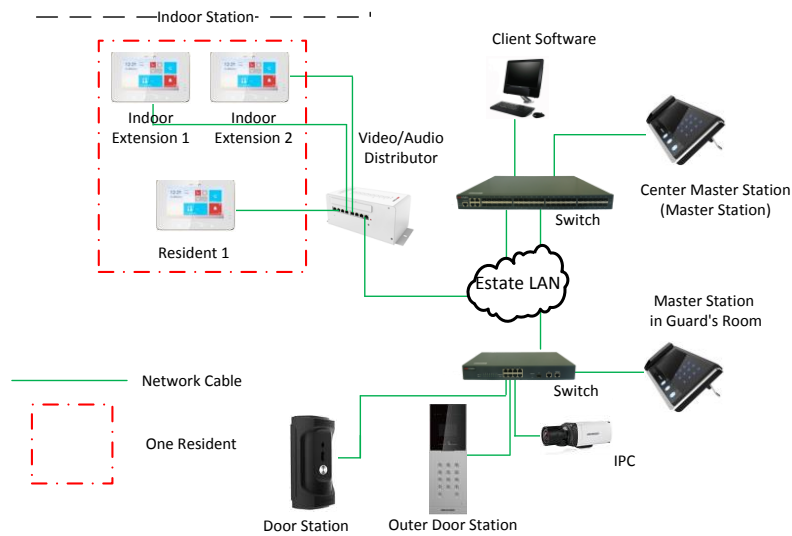 Indoor Station
Client Software
Indoor
Extension 1
Indoor
Extension 2
Video/Audio
Distributor
Center Master Station
(Master Station)
Switch
Resident 1
Estate LAN
Master Station
in Guard's Room
Network Cable
Switch
One Resident
IPC
Door Station
Outer Door Station